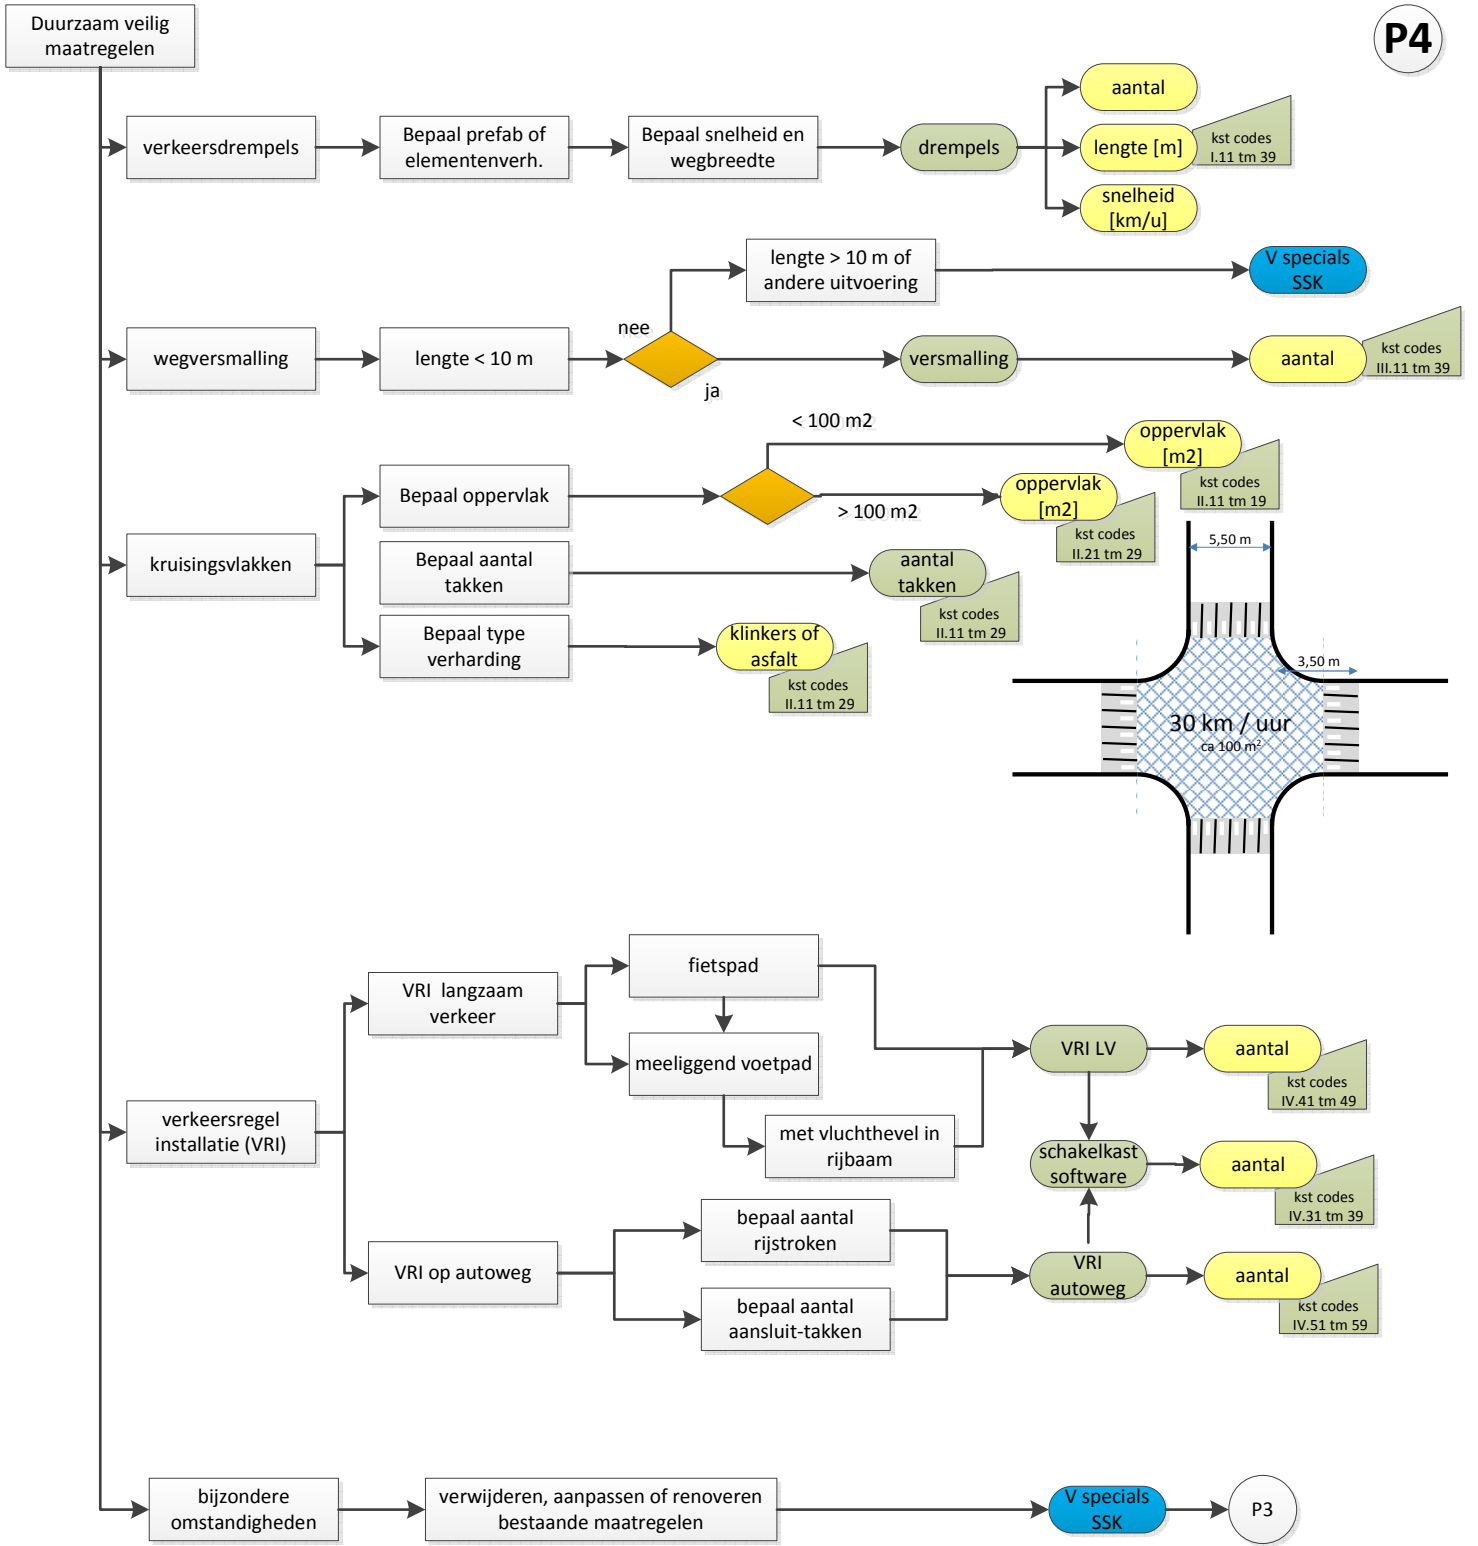 Duurzaam veilig
maatregelen
P4
verkeersdrempels
Bepaal prefab of
elementenverh.
Bepaal snelheid en
wegbreedte
drempels
aantal
lengte [m]
kst codes
I.11 tm 39
snelheid
[km/u]
wegversmalling
lengte < 10 m
nee
ja
lengte > 10 m of
andere uitvoering
V specials
SSK
versmalling
aantal
kst codes
III.11 tm 39
kruisingsvlakken
Bepaal oppervlak
< 100 m2
oppervlak
[m2]
kst codes
II.11 tm 19
> 100 m2
oppervlak
[m2]
kst codes
II.21 tm 29
Bepaal aantal
takken
aantal
takken
kst codes
II.11 tm 29
Bepaal type
verharding
klinkers of
asfalt
kst codes
II.11 tm 29
5,50 m
3,50 m
30 km / uur
ca 100 m²
verkeersregel
installatie (VRI)
VRI langzaam
verkeer
fietspad
meeliggend voetpad
met vluchthevel in
rijbaam
VRI LV
aantal
kst codes
IV.41 tm 49
schakelkast
software
aantal
kst codes
IV.31 tm 39
VRI op autoweg
bepaal aantal
rijstroken
bepaal aantal
aansluit-takken
VRI
autoweg
aantal
kst codes
IV.51 tm 59
bijzondere
omstandigheden
verwijderen, aanpassen of renoveren
bestaande maatregelen
V specials
SSK
P3